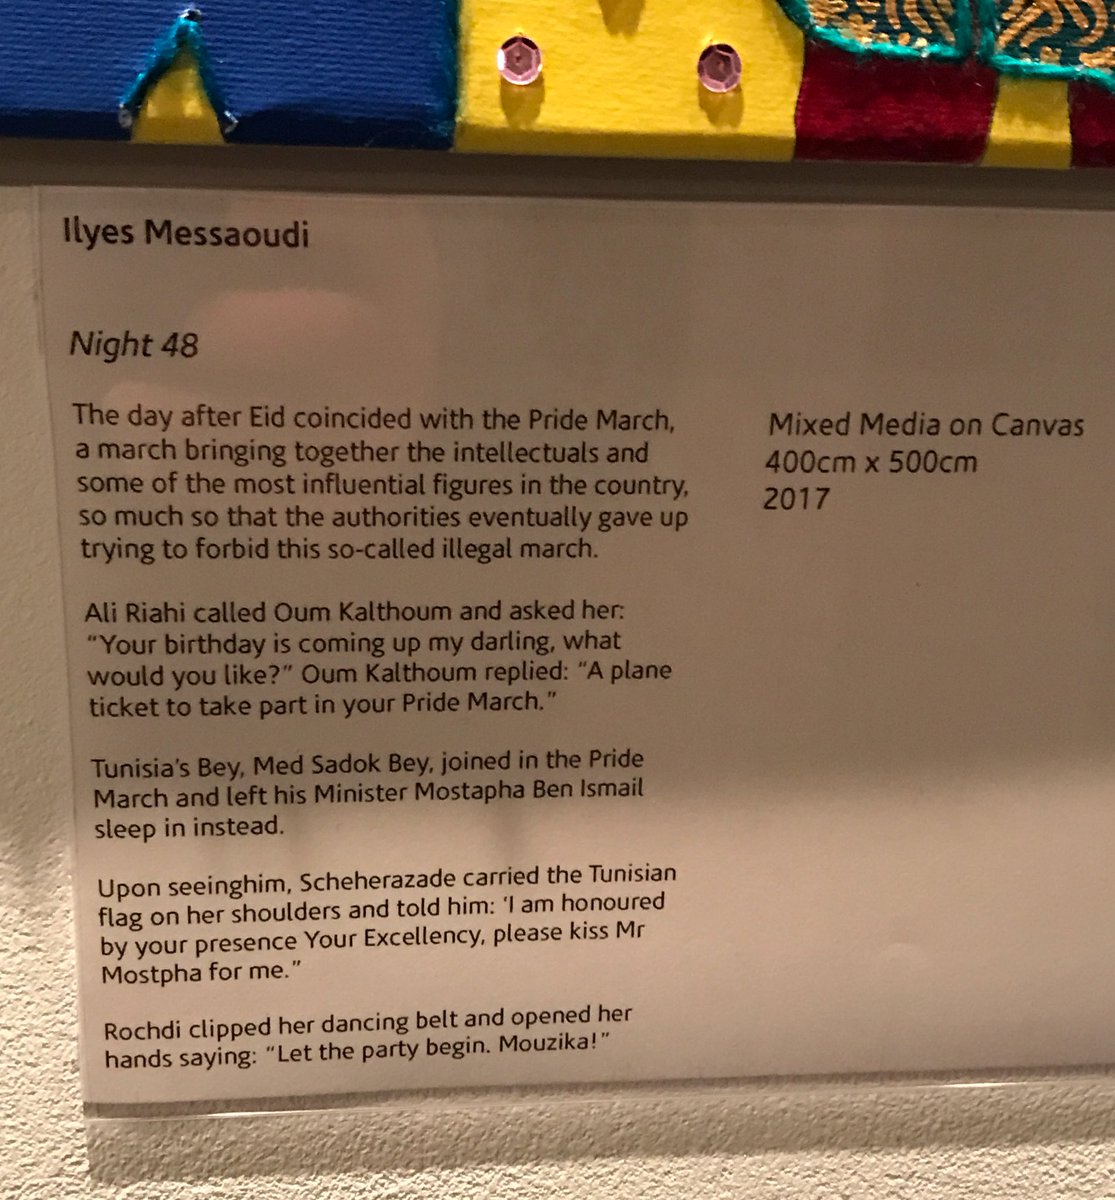 Ilyes Messaoudi
Night 48
The day after Eid coincided with the Pride March,
a march bringing together the intellectuals and
some of the most influential figures in the country,
so much so that the authorities eventually gave up
trying to forbid this so-called illegal march.
Ali Riahi called Oum Kalthoum and asked her:
“Your birthday is coming up my darling, what
would you like?” Oum Kalthoum replied: “A plane
ticket to take part in your Pride March.”
Tunisia’s Bey, Med Sadok Bey, joined in the Pride
March and left his Minister Mostapha Ben Ismail
sleep in instead.
Upon seeinghim, Scheherazade carried the Tunisian
flag on her shoulders and told him: ‘I am honoured
by your presence Your Excellency, please kiss Mr
Mostpha for me.”
Rochdi clipped her dancing belt and opened her
hands saying: “Let the party begin. Mouzika!”
Mixed Media on Canvas
400cm x 500cm
2017